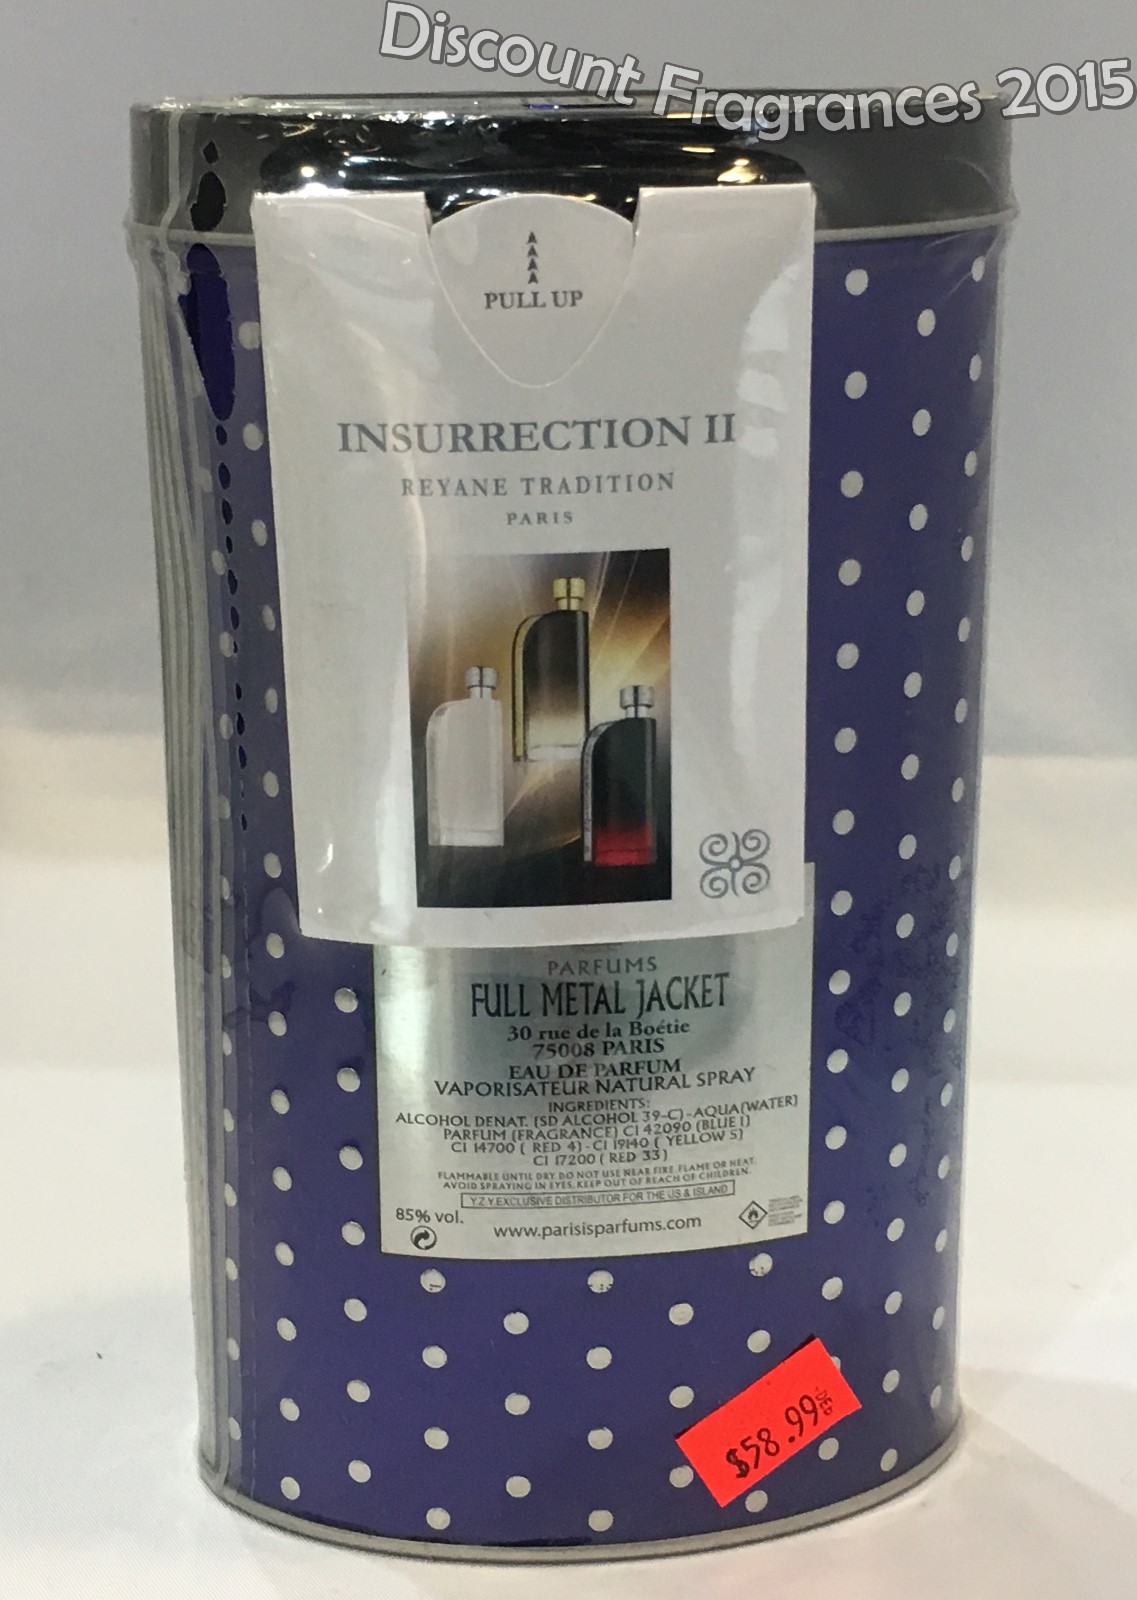 Discount Fragrances 2015
PULL UP
INSURRECTION II
REYANE TRADITION
PARIS
PARFUMS
FULL METAL JACKET
30 rue de la Boétie
75008 PARIS
EAU DE PARFUM
VAPORISATEUR NATURAL SPRAY
INGREDIENTS:
ALCOHOL DENAT. (SD ALCOHOL 39-C) - AQUA(WATER)
PARFUM (FRAGRANCE) CI 42090 (BLUE 1)
CI 14700 ( RED 4) - CI 19140 ( YELLOW 5)
CI 17200 ( RED 33)
FLAMMABLE UNTIL DRY. DO NOT USE NEAR FIRE, FLAME OR HEAT.
AVOID SPRAYING IN EYES. KEEP OUT OF REACH OF CHILDREN.
Y.Z.Y EXCLUSIVE DISTRIBUTOR FOR THE US & ISLAND
85% vol.
www.parisisparfums.com
$58.99